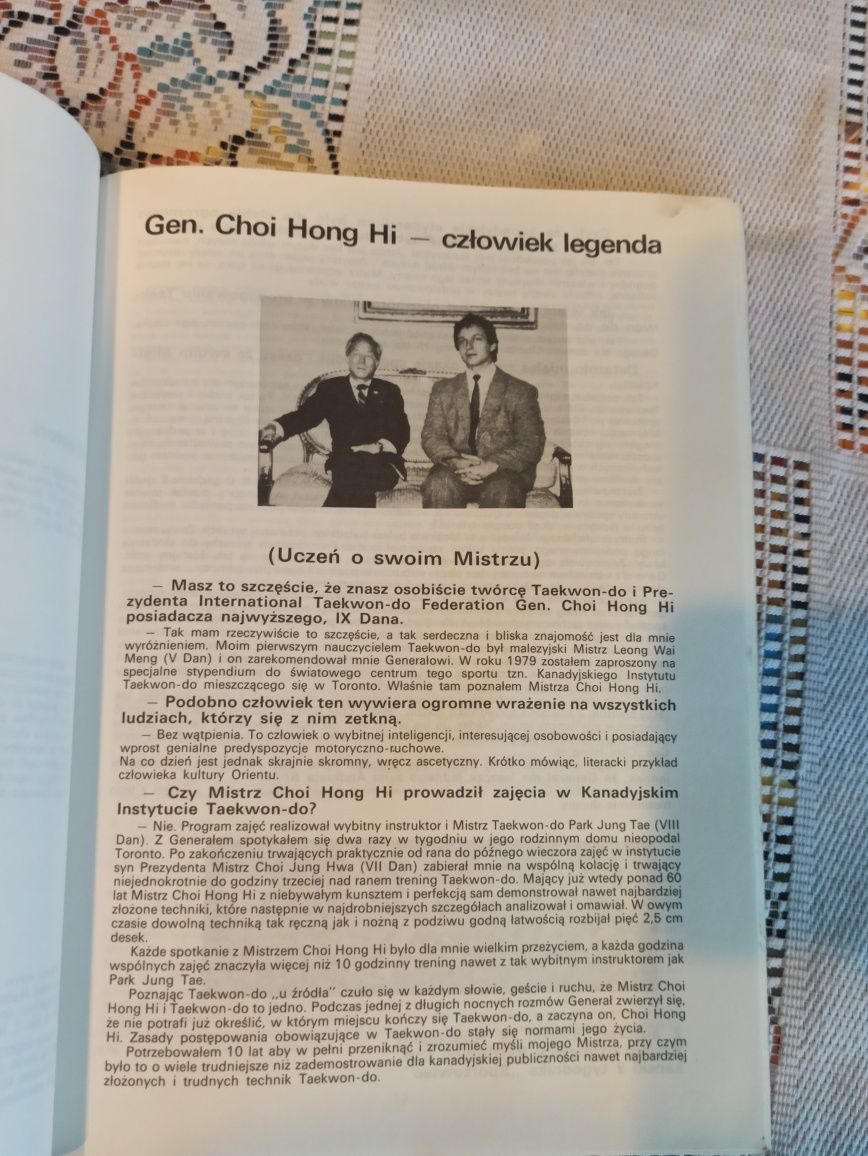 Gen. Choi Hong Hi — człowiek legenda
(Uczeń o swoim Mistrzu)
— Masz to szczęście, że znasz osobiście twórcę Taekwon-do i Pre-
zydenta International Taekwon-do Federation Gen. Choi Hong Hi
posiadacza najwyższego, IX Dana.
— Tak mam rzeczywiście to szczęście, a tak serdeczna i bliska znajomość jest dla mnie
wyróżnieniem. Moim pierwszym nauczycielem Taekwon-do był malezyjski Mistrz Leong Wai
Meng (V Dan) i on zarekomendował mnie Generałowi. W roku 1979 zostałem zaproszony na
specjalne stypendium do światowego centrum tego sportu tzn. Kanadyjskiego Instytutu
Taekwon-do mieszczącego się w Toronto. Właśnie tam poznałem Mistrza Choi Hong Hi.
— Podobno człowiek ten wywiera ogromne wrażenie na wszystkich
ludziach, którzy się z nim zetkną.
— Bez wątpienia. To człowiek o wybitnej inteligencji, interesującej osobowości i posiadający
wprost genialne predyspozycje motoryczno-ruchowe.
Na co dzień jest jednak skrajnie skromny, wręcz ascetyczny. Krótko mówiąc, literacki przykład
człowieka kultury Orientu.
— Czy Mistrz Choi Hong Hi prowadził zajęcia w Kanadyjskim
Instytucie Taekwon-do?
— Nie. Program zajęć realizował wybitny instruktor i Mistrz Taekwon-do Park Jung Tae (VIII
Dan). Z Generałem spotykałem się dwa razy w tygodniu w jego rodzinnym domu nieopodal
Toronto. Po zakończeniu trwających praktycznie od rana do późnego wieczora zajęć w instytucie
syn Prezydenta Mistrz Choi Jung Hwa (VII Dan) zabierał mnie na wspólną kolację i trwający
niejednokrotnie do godziny trzeciej nad ranem trening Taekwon-do. Mający już wtedy ponad 60
lat Mistrz Choi Hong Hi z niebywałym kunsztem i perfekcją sam demonstrował nawet najbardziej
złożone techniki, które następnie w najdrobniejszych szczegółach analizował i omawiał. W owym
czasie dowolną techniką tak ręczną jak i nożną z podziwu godną łatwością rozbijał pięć 2,5 cm
desek.
Każde spotkanie z Mistrzem Choi Hong Hi było dla mnie wielkim przeżyciem, a każda godzina
wspólnych zajęć znaczyła więcej niż 10 godzinny trening nawet z tak wybitnym instruktorem jak
Park Jung Tae.
Poznając Taekwon-do „u źródła" czuło się w każdym słowie, geście i ruchu, że Mistrz Choi
Hong Hi i Taekwon-do to jedno. Podczas jednej z długich nocnych rozmów Generał zwierzył się,
że nie potrafi już określić, w którym miejscu kończy się Taekwon-do, a zaczyna on, Choi Hong
Hi. Zasady postępowania obowiązujące w Taekwon-do stały się normami jego życia.
Potrzebowałem 10 lat aby w pełni przeniknąć i zrozumieć myśli mojego Mistrza, przy czym
było to o wiele trudniejsze niż zademostrowanie dla kanadyjskiej publiczności nawet najbardziej
złożonych i trudnych technik Taekwon-do.